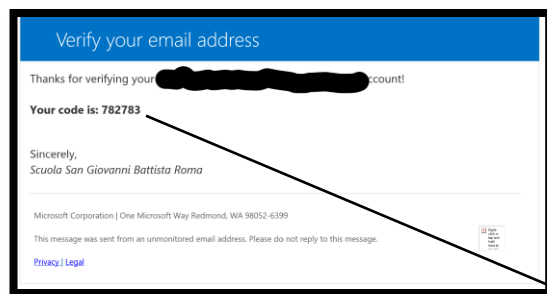 Verify your email address
Thanks for verifying your ccount!
Your code is: 782783
Sincerely,
Scuola San Giovanni Battista Roma
Microsoft Corporation | One Microsoft Way Redmond, WA 98052-6399
This message was sent from an unmonitored email address. Please do not reply to this message.
Privacy | Legal